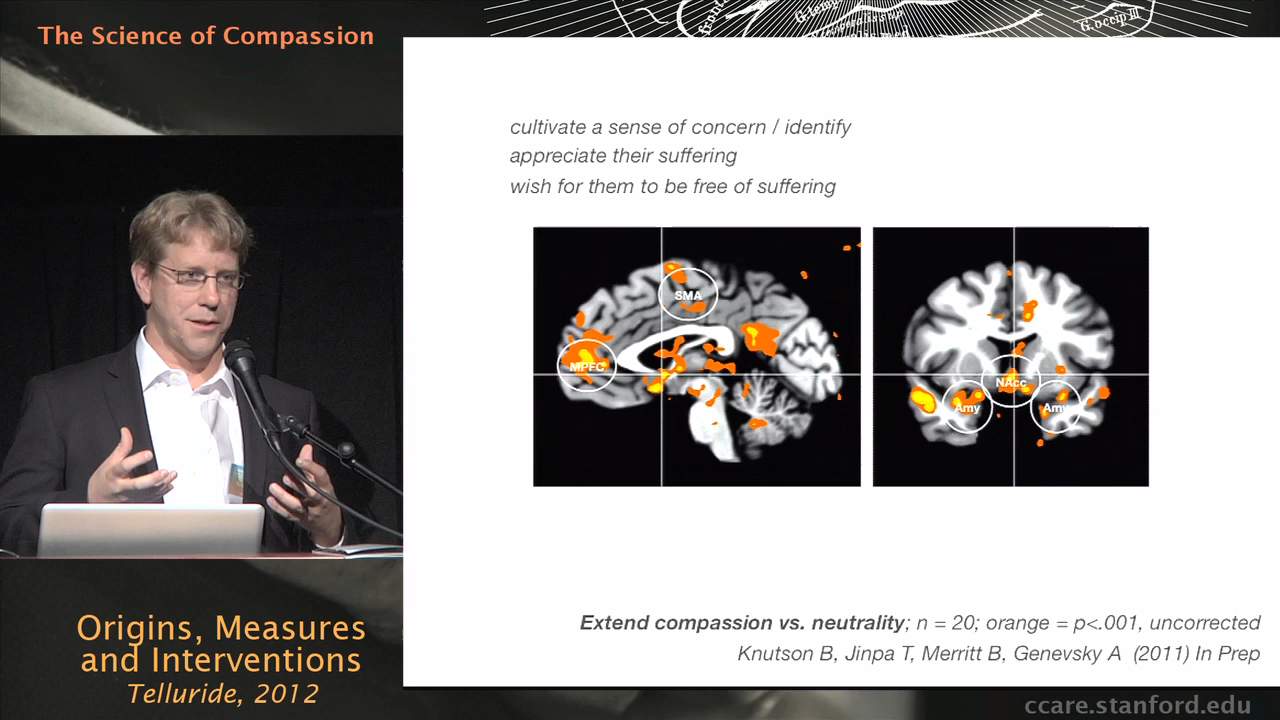 The Science of Compassion
G.occip III
cultivate a sense of concern / identify
appreciate their suffering
wish for them to be free of suffering
SMA
MPFC
NAcc
Amy
Amy
Extend compassion vs. neutrality; n = 20; orange = p<.001, uncorrected
Knutson B, Jinpa T, Merritt B, Genevsky A (2011) In Prep
Origins, Measures
and Interventions
Telluride, 2012
ccare.stanford.edu